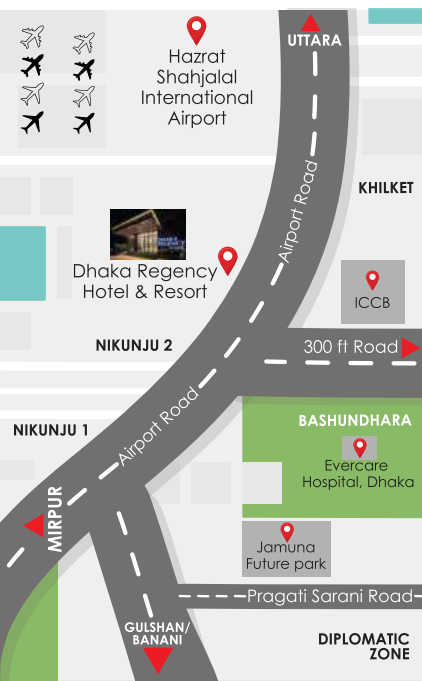 UTTARA
Hazrat
Shahjalal
International
Airport
Airport Road
KHILKET
Dhaka Regency
Hotel & Resort
ICCB
NIKUNJU 2
300 ft Road
Airport Road
NIKUNJU 1
BASHUNDHARA
Evercare
Hospital, Dhaka
MIRPUR
Jamuna
Future park
Pragati Sarani Road
GULSHAN/
BANANI
DIPLOMATIC
ZONE